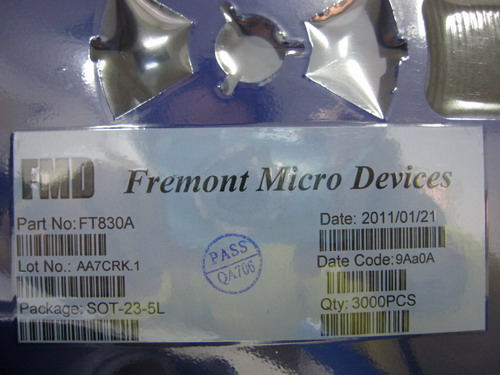 FMD Fremont Micro Devices
Part No: FT830A
Date: 2011/01/21
Lot No.: AA7CRK.1
PASS
QA706
Date Code: 9Aa0A
Package: SOT-23-5L
Qty: 3000PCS